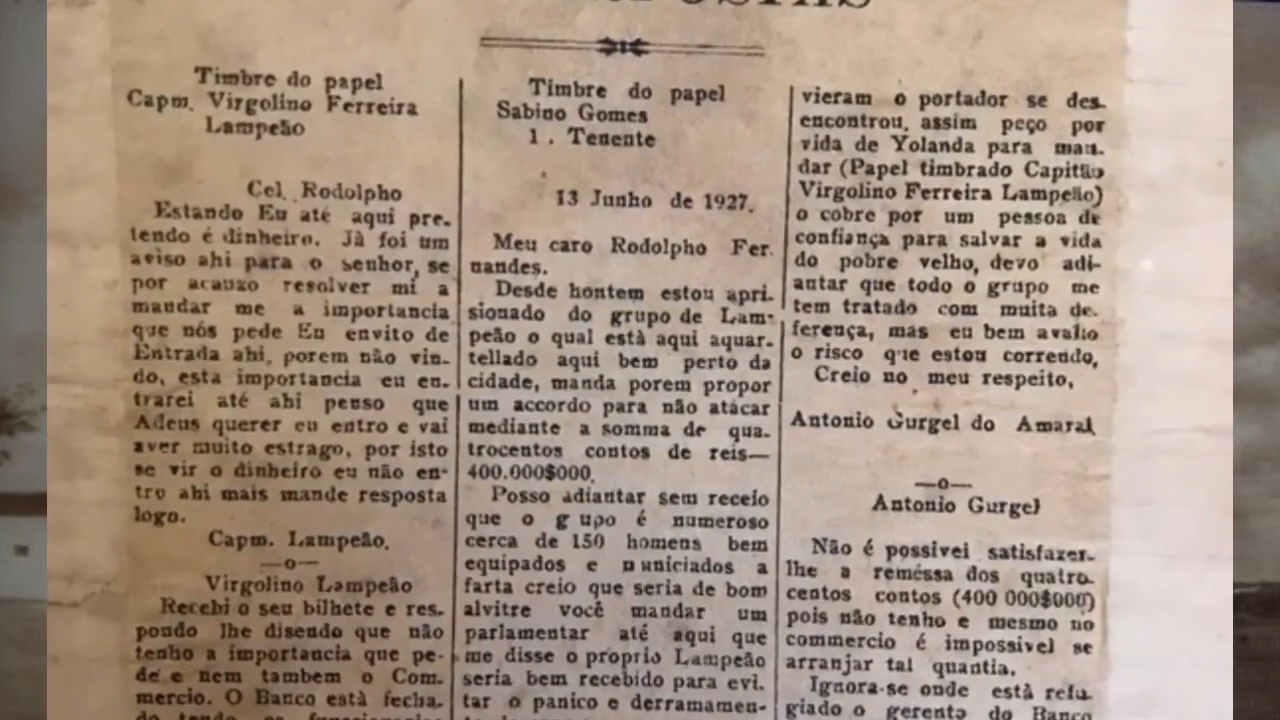 Timbre do papel
Capm. Virgolino Ferreira
Lampeão
Cel. Rodolpho
Estando Eu até aqui pre-
tendo é dinheiro. Já foi um
aviso ahi para o senhor, se
por acauzo resolver mi a
mandar me a importancia
que nós pede Eu envito de
Entrada ahi, porem não vin-
do, esta importancia eu en-
trarei até ahi penso que
Adeus querer eu entro e vai
aver muito estrago, por isto
se vir o dinheiro eu não en-
tro ahi mais mande resposta
logo.
Capm. Lampeão.
—o—
Virgolino Lampeão
Recebi o seu bilhete e res-
pondo lhe disendo que não
tenho a importancia que pe-
de e nem tambem o Com-
mercio. O Banco está fecha-
Timbre do papel
Sabino Gomes
1 . Tenente
13 Junho de 1927.
Meu caro Rodolpho Fer
nandes.
Desde hontem estou apri-
sionado do grupo de Lam-
peão o qual està aqui aquar-
tellado aqui bem perto da
cidade, manda porem propor
um accordo para não atacar
mediante a somma de qua-
trocentos contos de reis—
400.000$000.
Posso adiantar sem receio
que o g upo é numeroso
cerca de 150 homens bem
equipados e municiados a
farta creio que seria de bom
alvitre você mandar um
parlamentar até aqui que
me disse o proprio Lampeão
seria bem recebido para evi
tar o panico e derramamen-
vieram o portador se des-
encontrou, assim peço por
vida de Yolanda para man-
dar (Papel timbrado Capitão
Virgolino Ferreira Lampeão)
o cobre por um pessoa de
confiança para salvar a vida
do pobre velho, devo adi-
antar que todo o grupo me
tem tratado com muita de-
ferença, mas eu bem avalio
o risco que estou correndo,
Creio no meu respeito,
Antonio Gurgel do Amaral
—o—
Antonio Gurgel
Não é possivei satisfazer-
lhe a reméssa dos quatro-
centos contos (400 000$000)
pois não tenho e mesmo no
commercio é impossivel se
arranjar tal quantia.
Ignora-se onde está refu-
giado o gerente do Banco